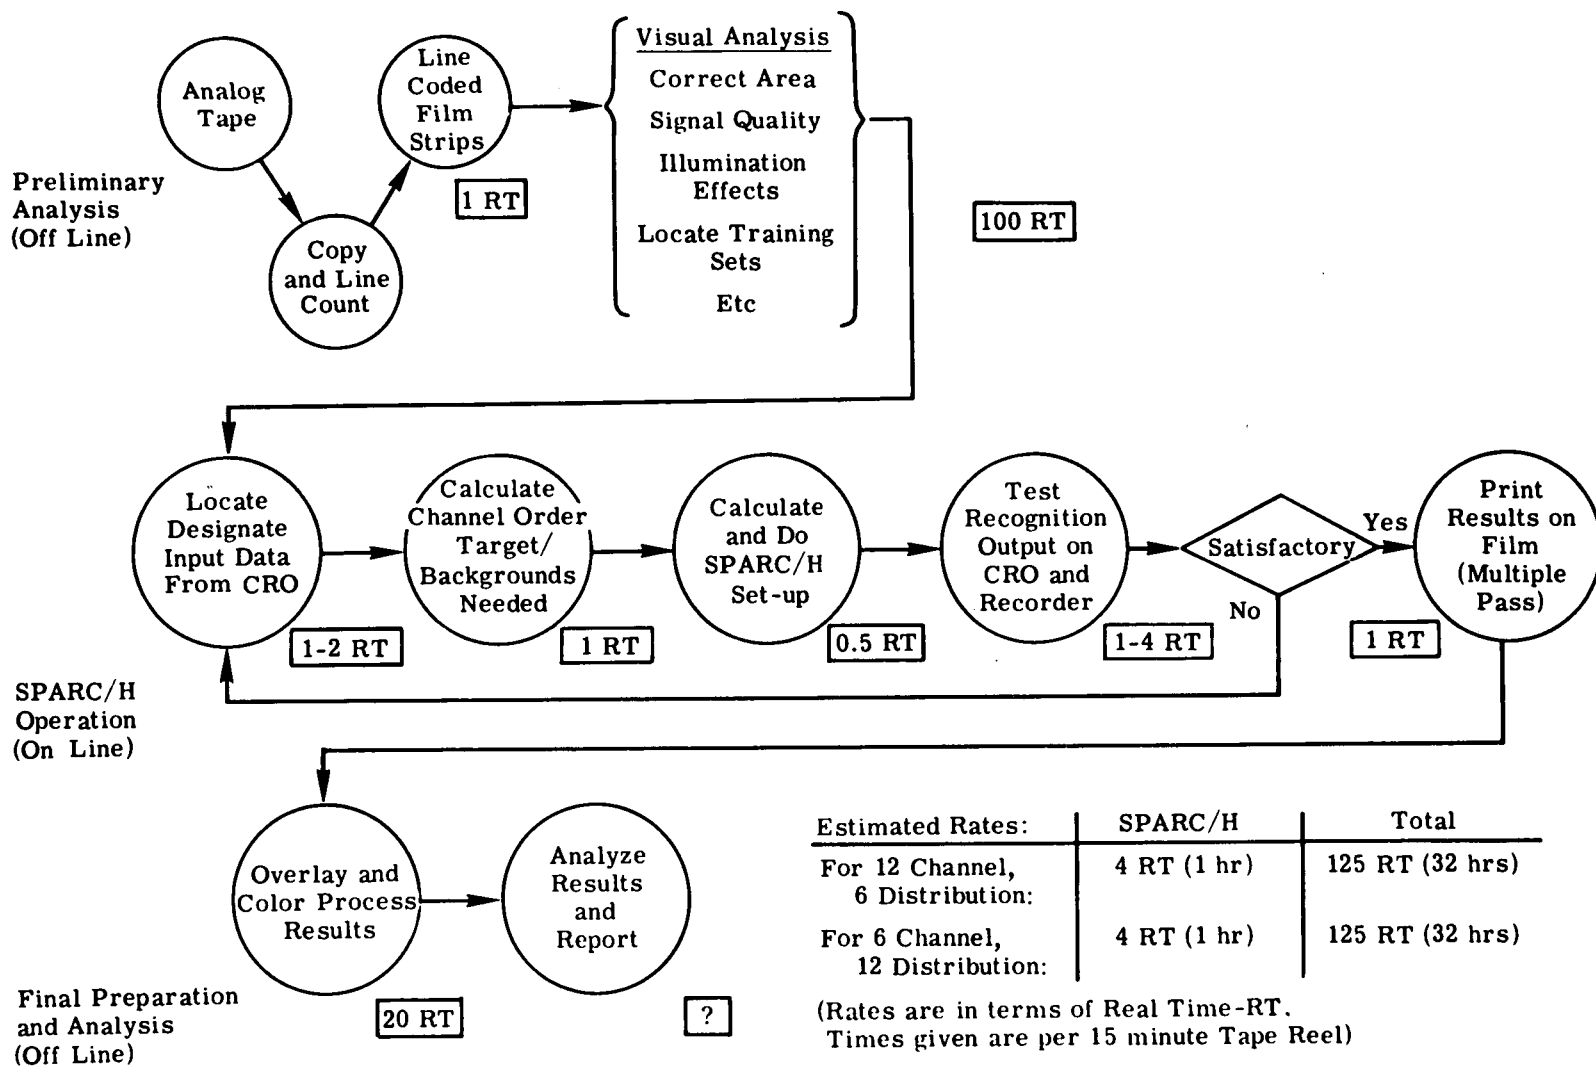 Analog
Tape
Line
Coded
Film
Strips
Visual Analysis
Correct Area
Signal Quality
Illumination
Effects
Locate Training
Sets
Etc
Preliminary
Analysis
(Off Line)
1 RT
100 RT
Copy
and Line
Count
Locate
Designate
Input Data
From CRO
Calculate
Channel Order
Target/
Backgrounds
Needed
Calculate
and Do
SPARC/H
Set-up
Test
Recognition
Output on
CRO and
Recorder
Satisfactory
Yes
No
Print
Results on
Film
(Multiple
Pass)
1-2 RT
1 RT
0.5 RT
1-4 RT
1 RT
SPARC/H
Operation
(On Line)
Overlay and
Color Process
Results
Analyze
Results
and
Report
Final Preparation
and Analysis
(Off Line)
20 RT
?
Estimated Rates: SPARC/H Total
For 12 Channel, 4 RT (1 hr) 125 RT (32 hrs)
6 Distribution:
For 6 Channel, 4 RT (1 hr) 125 RT (32 hrs)
12 Distribution:
(Rates are in terms of Real Time-RT.
Times given are per 15 minute Tape Reel)